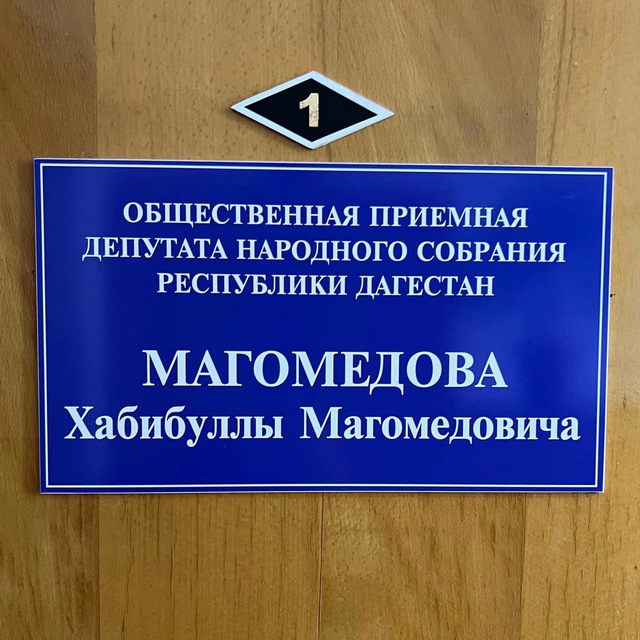 1
ОБЩЕСТВЕННАЯ ПРИЕМНАЯ
ДЕПУТАТА НАРОДНОГО СОБРАНИЯ
РЕСПУБЛИКИ ДАГЕСТАН
МАГОМЕДОВА
Хабибуллы Магомедовича